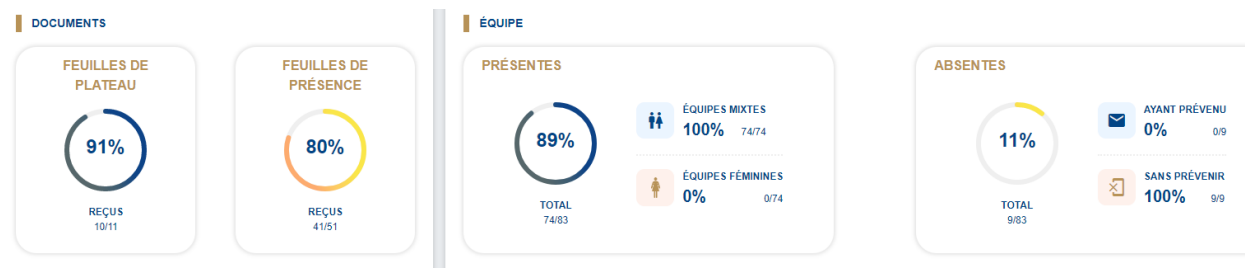 DOCUMENTS
FEUILLES DE
PLATEAU
91%
REÇUS
10/11
FEUILLES DE
PRÉSENCE
80%
REÇUS
41/51
ÉQUIPE
PRÉSENTES
89%
TOTAL
74/83
ÉQUIPES MIXTES
100% 74/74
ÉQUIPES FÉMININES
0% 0/74
ABSENTES
11%
TOTAL
9/83
AYANT PRÉVENU
0% 0/9
SANS PRÉVENIR
100% 9/9